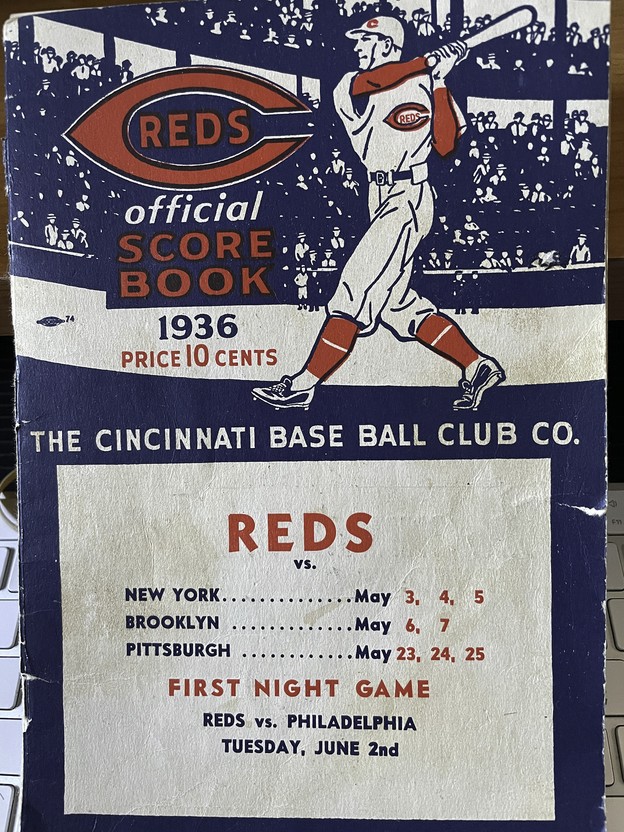 REDS
official
SCORE
BOOK
1936
PRICE 10 CENTS
74
C
REDS
B
THE CINCINNATI BASE BALL CLUB CO.
REDS
vs.
NEW YORK..............May 3, 4, 5
BROOKLYN .............May 6, 7
PITTSBURGH ............May 23, 24, 25
FIRST NIGHT GAME
REDS vs. PHILADELPHIA
TUESDAY, JUNE 2nd